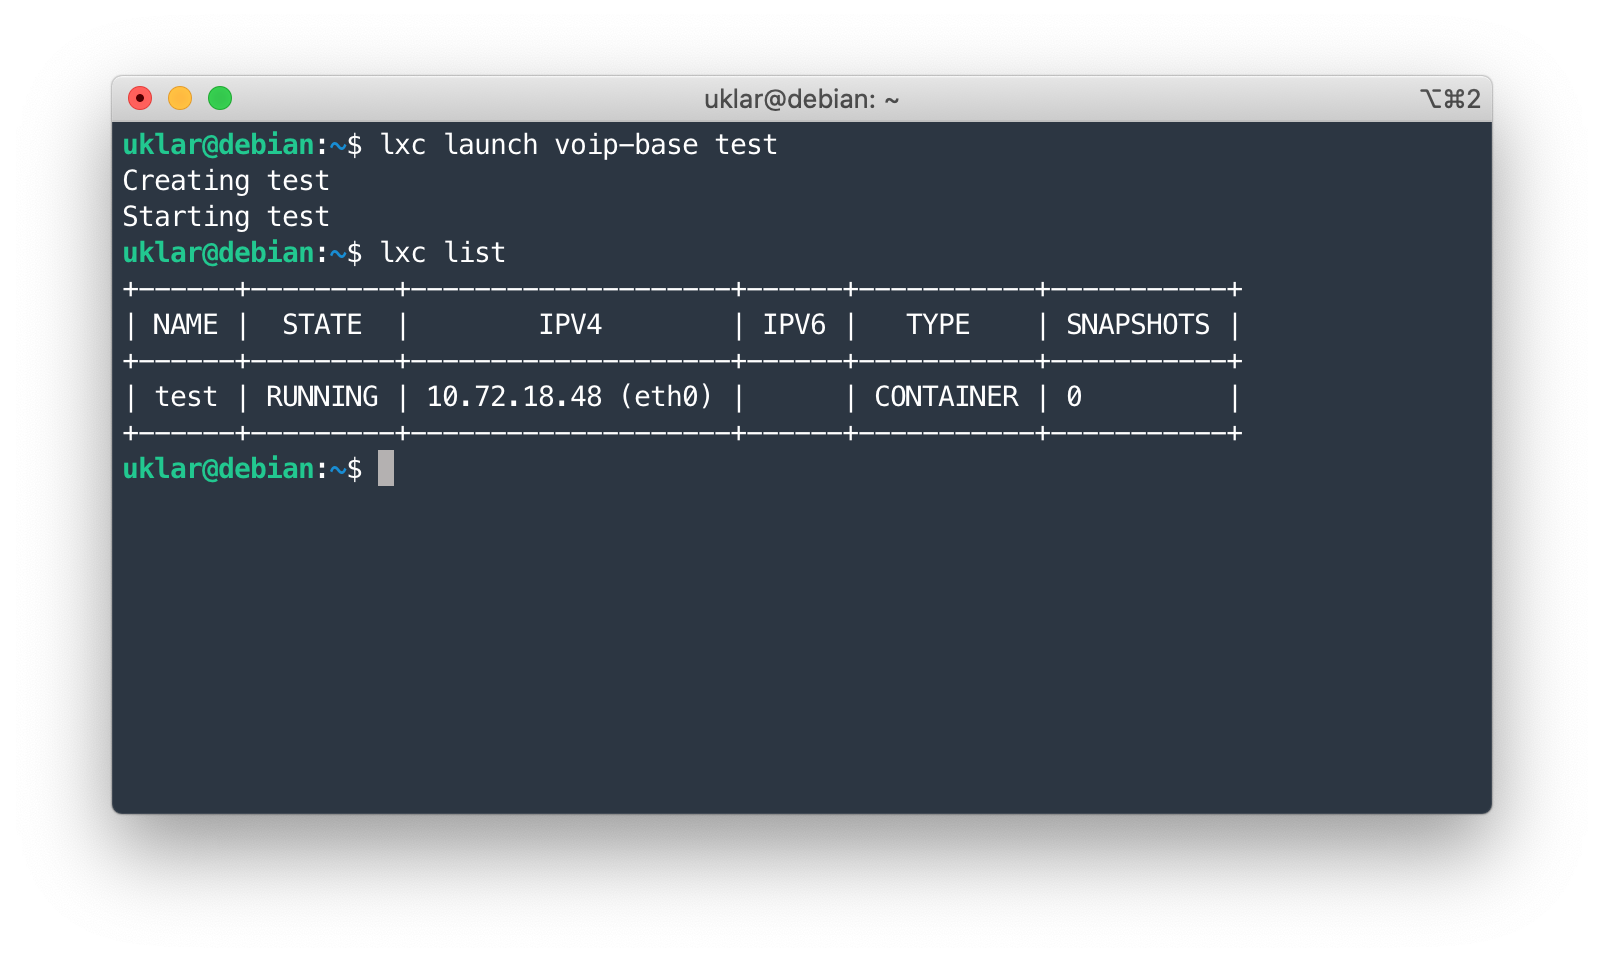 uklar@debian: ~
⌥⌘2
uklar@debian:~$ lxc launch voip-base test
Creating test
Starting test
uklar@debian:~$ lxc list
+------+---------+--------------------+------+-----------+-----------+
| NAME |  STATE  |        IPV4        | IPV6 |   TYPE    | SNAPSHOTS |
+------+---------+--------------------+------+-----------+-----------+
| test | RUNNING | 10.72.18.48 (eth0) |      | CONTAINER | 0         |
+------+---------+--------------------+------+-----------+-----------+
uklar@debian:~$